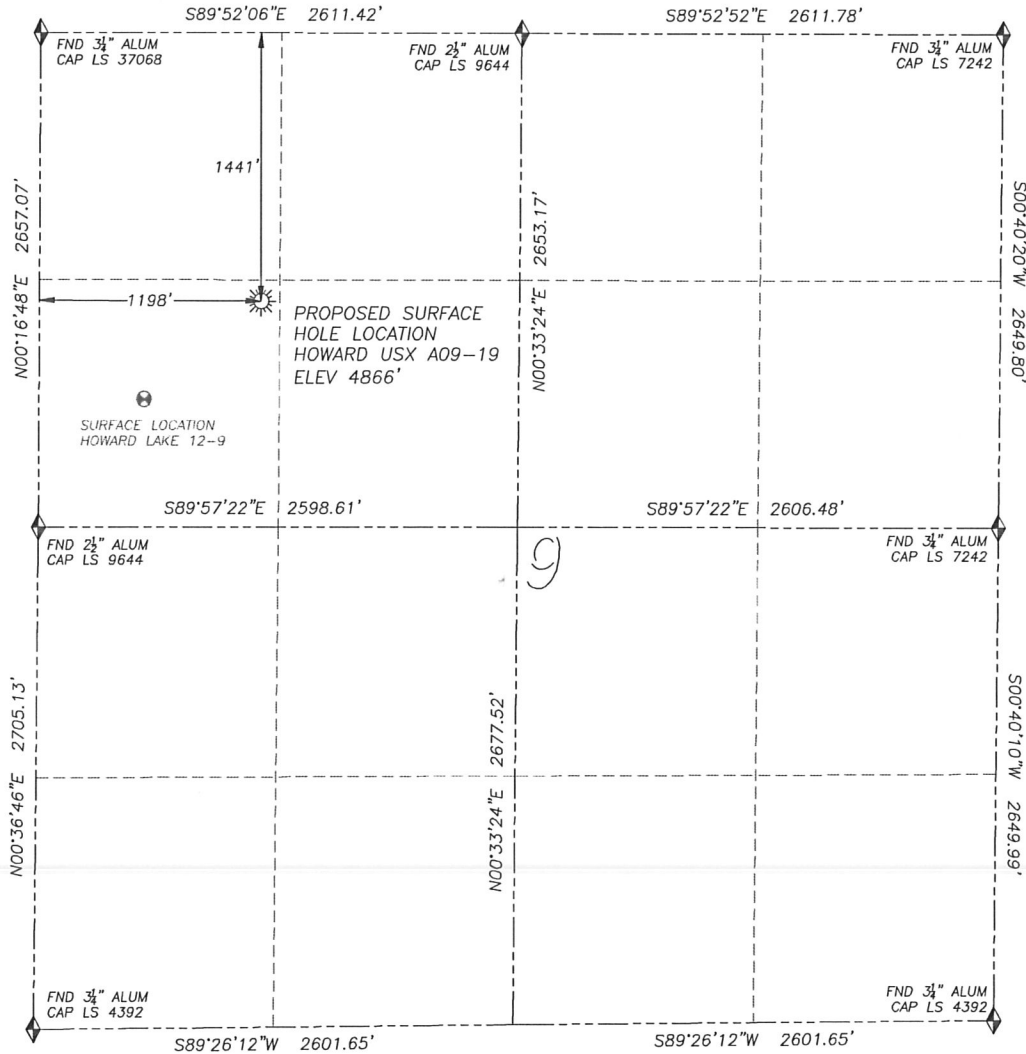 S89°52'06"E 2611.42'
S89°52'52"E 2611.78'
FND 3¼" ALUM
CAP LS 37068
FND 2½" ALUM
CAP LS 9644
FND 3¼" ALUM
CAP LS 7242
1441'
N00°16'48"E 2657.07'
N00°33'24"E 2653.17'
S00°40'20"W 2649.80'
1198'
PROPOSED SURFACE
HOLE LOCATION
HOWARD USX A09-19
ELEV 4866'
SURFACE LOCATION
HOWARD LAKE 12-9
S89°57'22"E 2598.61'
S89°57'22"E 2606.48'
FND 2½" ALUM
CAP LS 9644
FND 3¼" ALUM
CAP LS 7242
9
N00°36'46"E 2705.13'
N00°33'24"E 2677.52'
S00°40'10"W 2649.99'
FND 3¼" ALUM
CAP LS 4392
FND 3¼" ALUM
CAP LS 4392
S89°26'12"W 2601.65'
S89°26'12"W 2601.65'